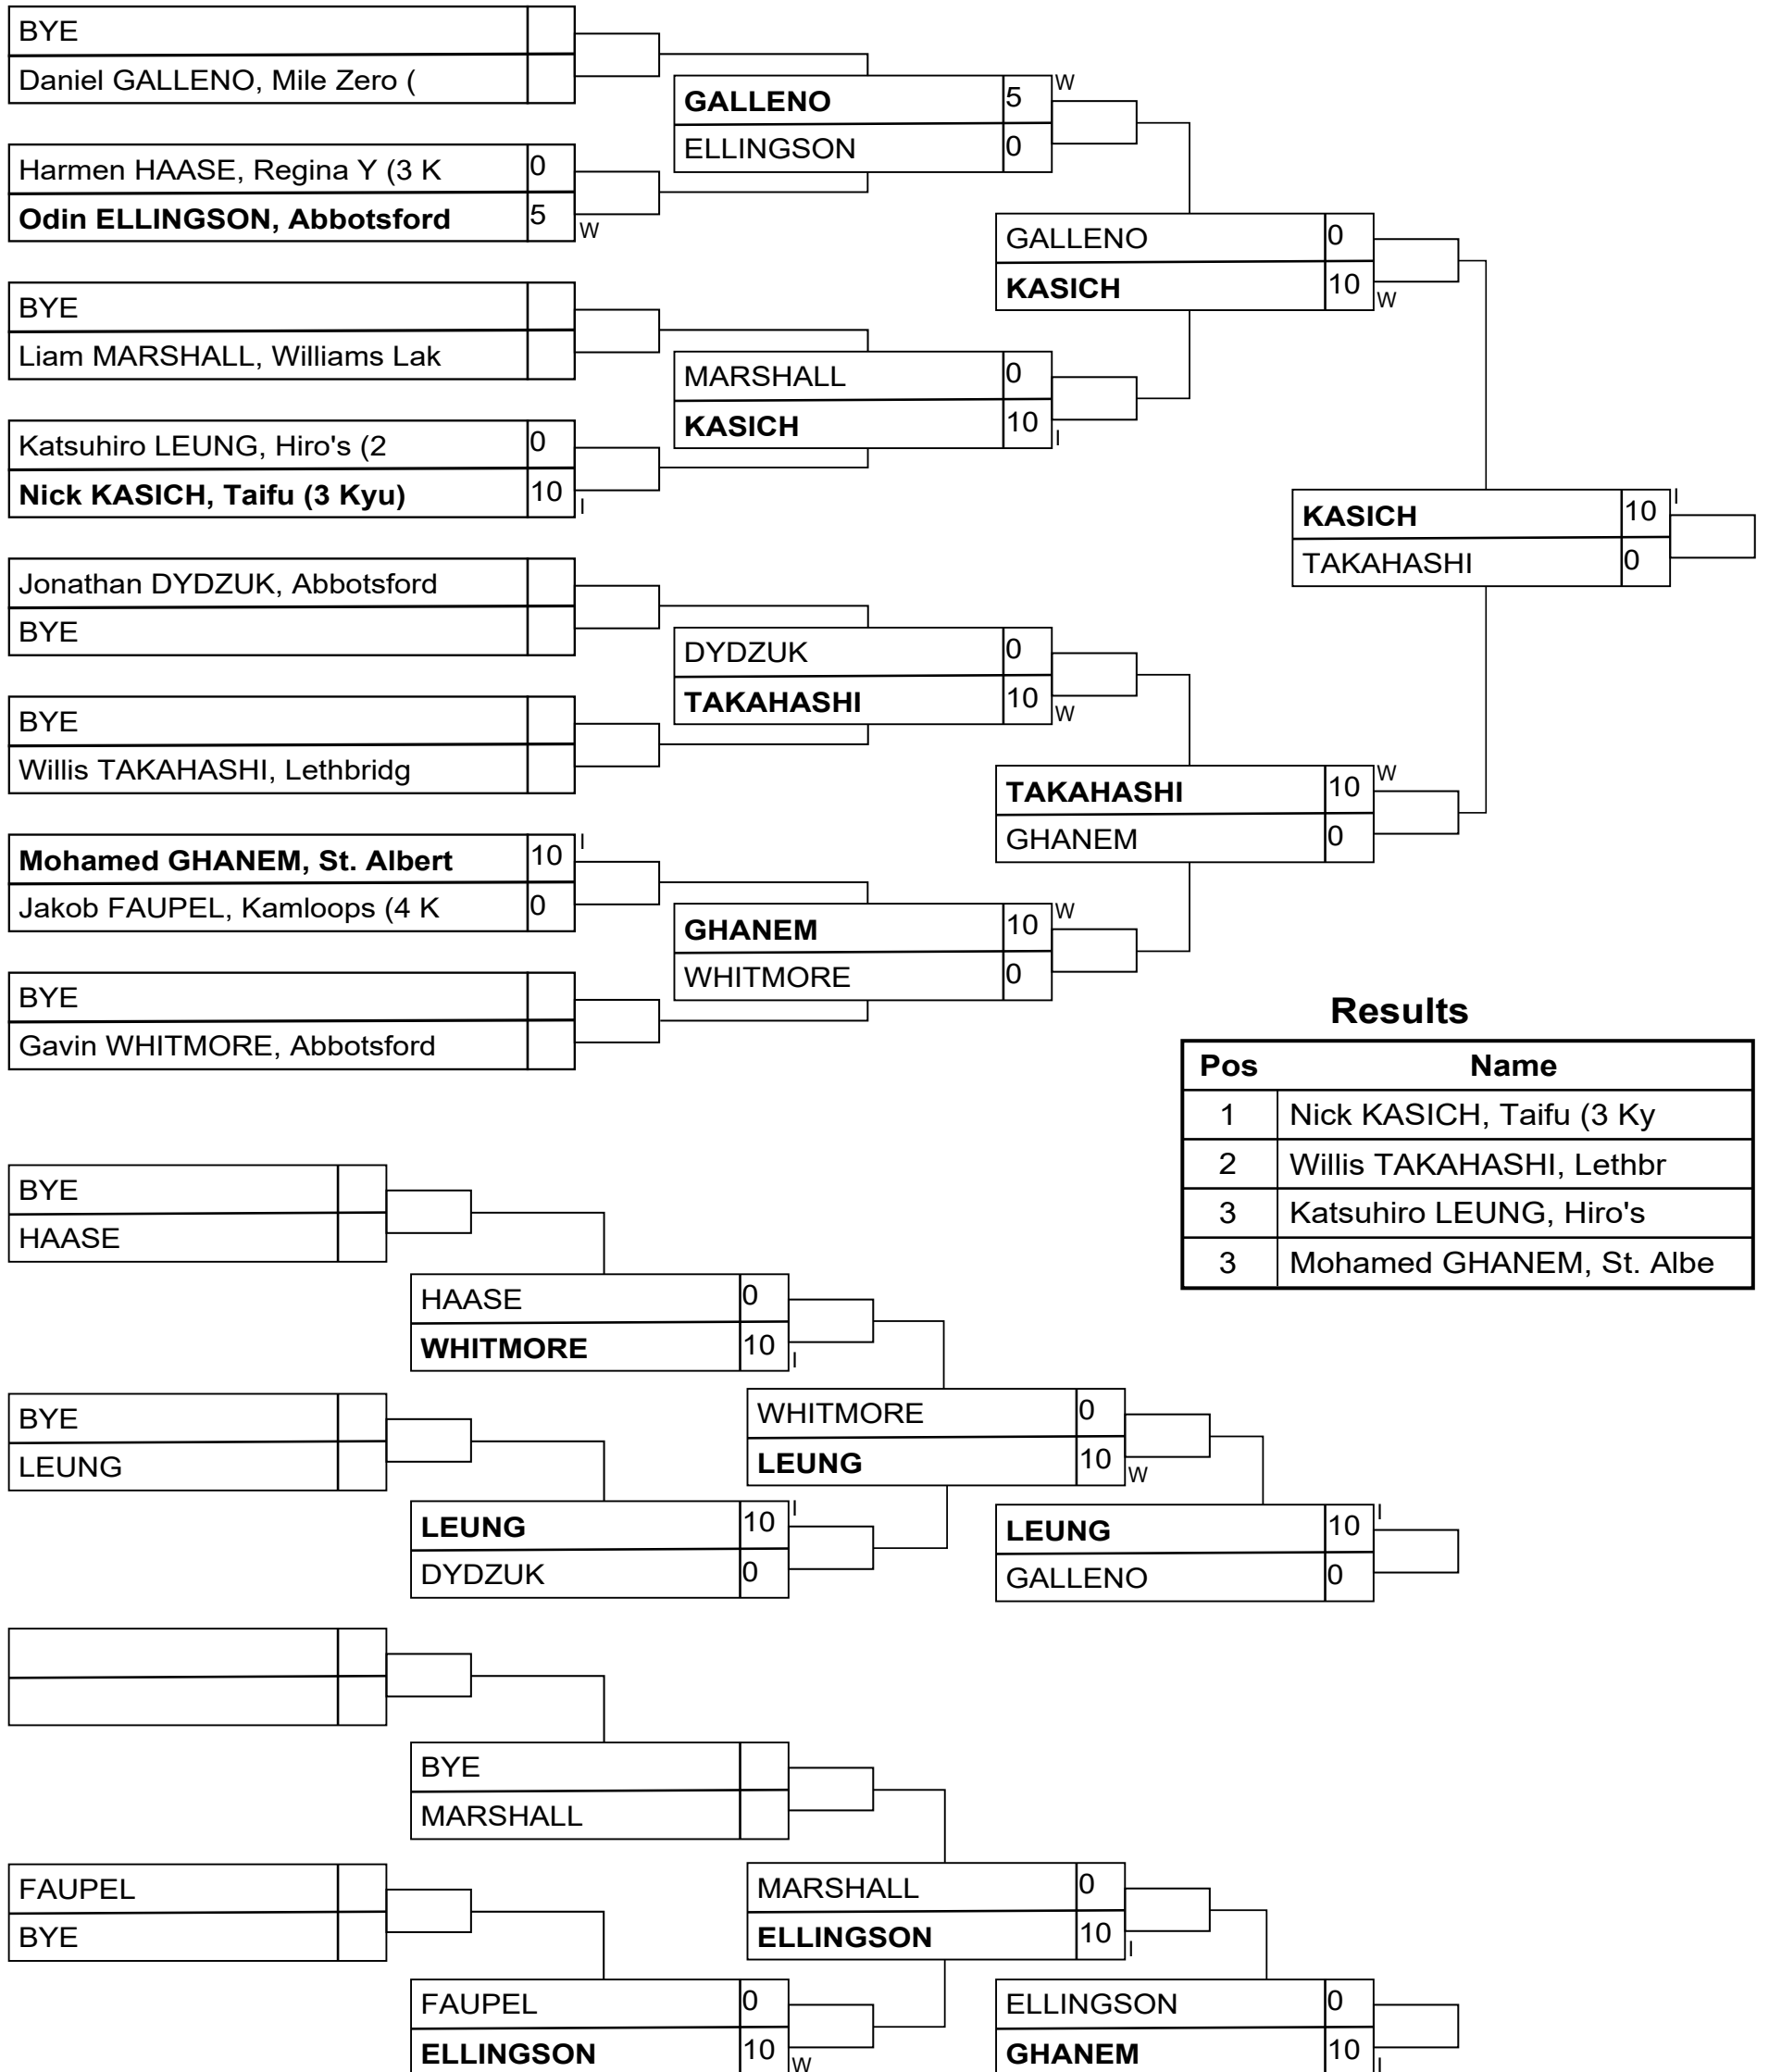 BYE
Daniel GALLENO, Mile Zero (
GALLENO 5 W
ELLINGSON 0
Harmen HAASE, Regina Y (3 K 0
Odin ELLINGSON, Abbotsford 5 W
GALLENO 0
KASICH 10 W
BYE
Liam MARSHALL, Williams Lak
MARSHALL 0
KASICH 10 I
Katsuhiro LEUNG, Hiro's (2 0
Nick KASICH, Taifu (3 Kyu) 10 I
KASICH 10 I
TAKAHASHI 0
Jonathan DYDZUK, Abbotsford
BYE
DYDZUK 0
TAKAHASHI 10 W
BYE
Willis TAKAHASHI, Lethbridg
TAKAHASHI 10 W
GHANEM 0
Mohamed GHANEM, St. Albert 10 I
Jakob FAUPEL, Kamloops (4 K 0
GHANEM 10 W
WHITMORE 0
BYE
Gavin WHITMORE, Abbotsford
Results
Pos Name
1 Nick KASICH, Taifu (3 Ky
2 Willis TAKAHASHI, Lethbr
3 Katsuhiro LEUNG, Hiro's
3 Mohamed GHANEM, St. Albe
BYE
HAASE
HAASE 0
WHITMORE 10 I
BYE
LEUNG
WHITMORE 0
LEUNG 10 W
LEUNG 10 I
DYDZUK 0
LEUNG 10 I
GALLENO 0
BYE
MARSHALL
FAUPEL
BYE
MARSHALL 0
ELLINGSON 10 I
FAUPEL 0
ELLINGSON 10 W
ELLINGSON 0
GHANEM 10 I